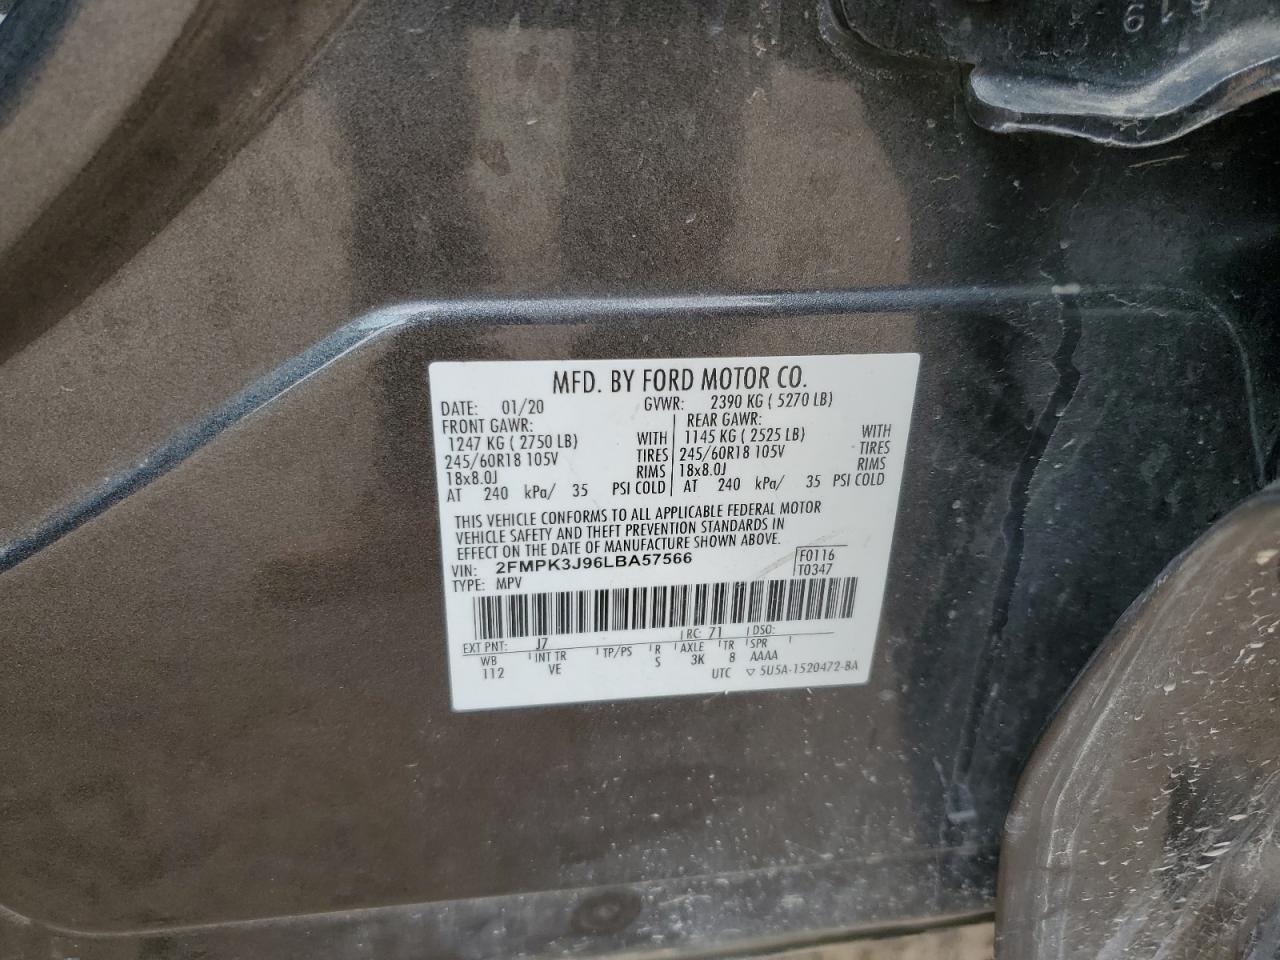 MFD. BY FORD MOTOR CO.
DATE: 01/20 GVWR: 2390 KG ( 5270 LB)
FRONT GAWR: REAR GAWR:
1247 KG ( 2750 LB) WITH 1145 KG ( 2525 LB) WITH
245/60R18 105V TIRES 245/60R18 105V TIRES
18x8.0J RIMS 18x8.0J RIMS
AT 240 kPa/ 35 PSI COLD AT 240 kPa/ 35 PSI COLD
THIS VEHICLE CONFORMS TO ALL APPLICABLE FEDERAL MOTOR
VEHICLE SAFETY AND THEFT PREVENTION STANDARDS IN
EFFECT ON THE DATE OF MANUFACTURE SHOWN ABOVE.
VIN: 2FMPK3J96LBA57566 F0116
TYPE: MPV T0347
EXT PNT: J7 RC: 71 DSO:
WB INT TR TP/PS R AXLE TR SPR
112 VE S 3K 8 AAAA
UTC ▽ 5U5A-1520472-BA